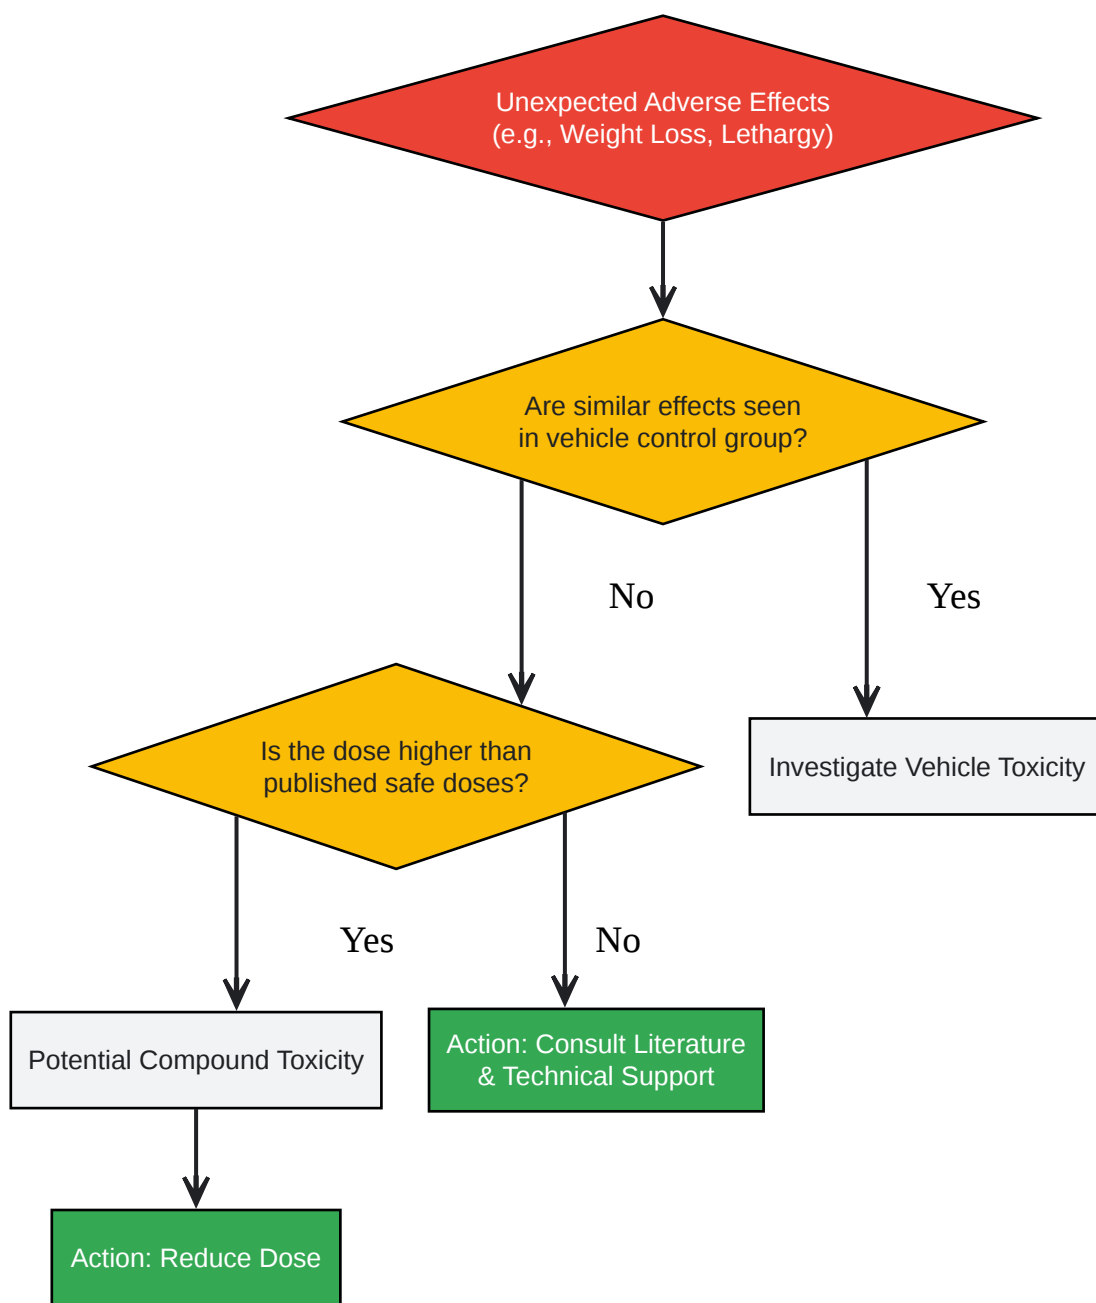 Unexpected Adverse Effects
(e.g., Weight Loss, Lethargy)
Are similar effects seen
in vehicle control group?
No
Yes
Is the dose higher than
published safe doses?
Investigate Vehicle Toxicity
Yes
No
Potential Compound Toxicity
Action: Consult Literature
& Technical Support
Action: Reduce Dose